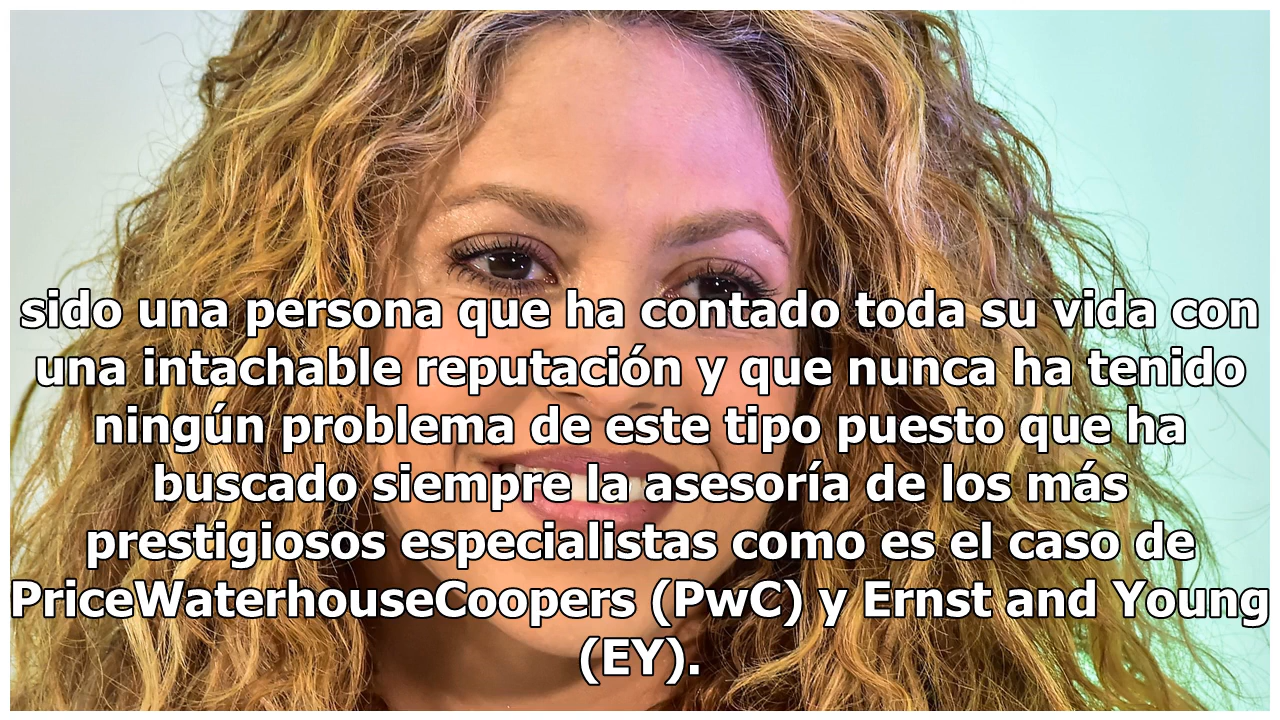 sido una persona que ha contado toda su vida con
una intachable reputación y que nunca ha tenido
ningún problema de este tipo puesto que ha
buscado siempre la asesoría de los más
prestigiosos especialistas como es el caso de
PriceWaterhouseCoopers (PwC) y Ernst and Young
(EY).